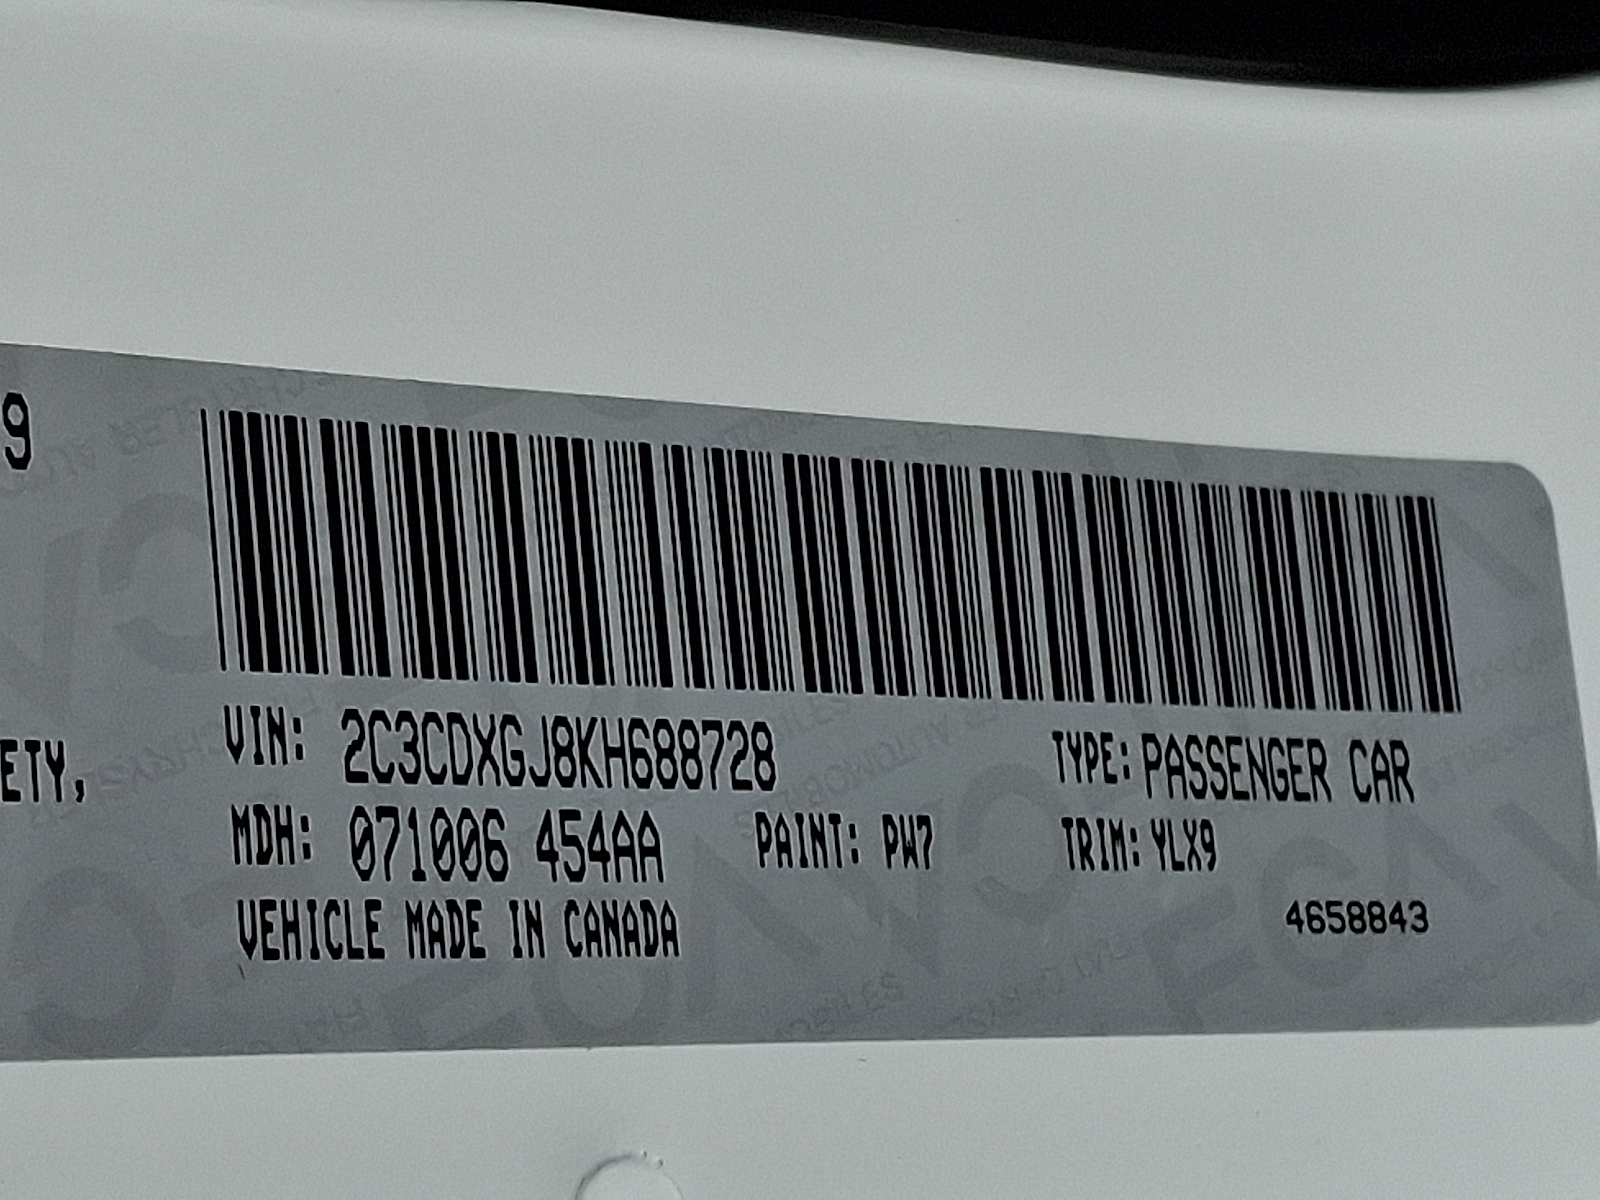 9
ETY,
VIN: 2C3CDXGJ8KH688728
TYPE: PASSENGER CAR
MDH: 071006 454AA
PAINT: PW7
TRIM: YLX9
VEHICLE MADE IN CANADA
4658843